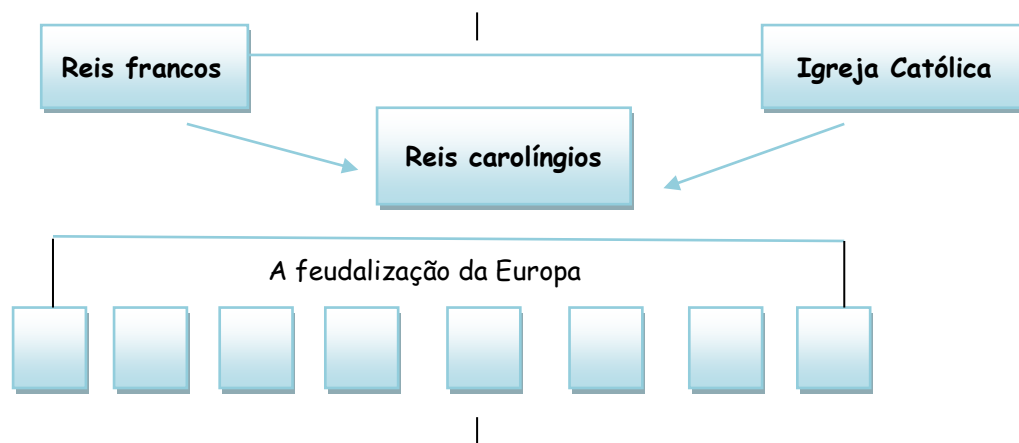 Reis francos
Igreja Católica
Reis carolíngios
A feudalização da Europa